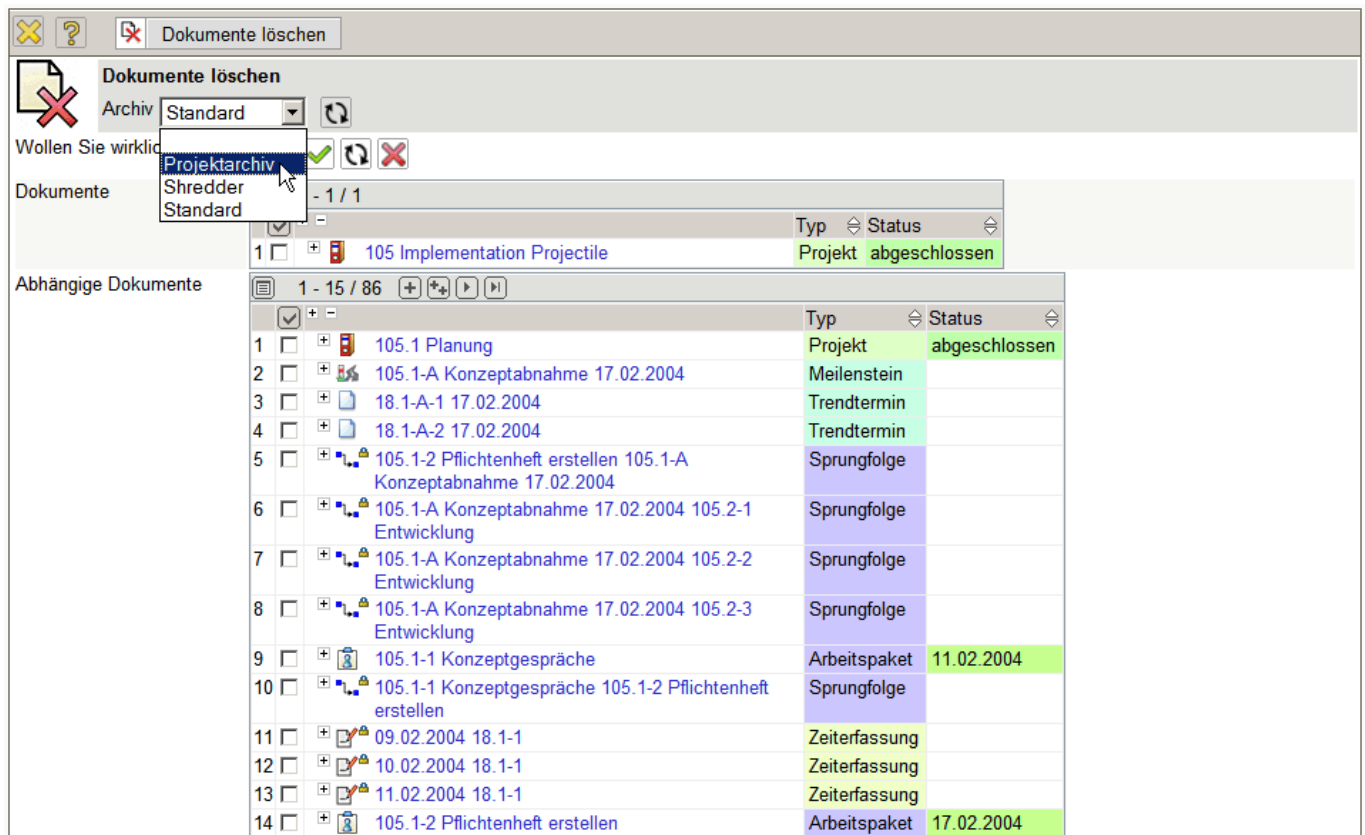 Dokumente löschen
Dokumente löschen
Archiv Standard
Wollen Sie wirklic
Projektarchiv
Shredder
Standard
Dokumente
- 1 / 1
Typ Status
1 105 Implementation Projectile Projekt abgeschlossen
Abhängige Dokumente
1 - 15 / 86
Typ Status
1 105.1 Planung Projekt abgeschlossen
2 105.1-A Konzeptabnahme 17.02.2004 Meilenstein
3 18.1-A-1 17.02.2004 Trendtermin
4 18.1-A-2 17.02.2004 Trendtermin
5 105.1-2 Pflichtenheft erstellen 105.1-A Sprungfolge
Konzeptabnahme 17.02.2004
6 105.1-A Konzeptabnahme 17.02.2004 105.2-1 Sprungfolge
Entwicklung
7 105.1-A Konzeptabnahme 17.02.2004 105.2-2 Sprungfolge
Entwicklung
8 105.1-A Konzeptabnahme 17.02.2004 105.2-3 Sprungfolge
Entwicklung
9 105.1-1 Konzeptgespräche Arbeitspaket 11.02.2004
10 105.1-1 Konzeptgespräche 105.1-2 Pflichtenheft Sprungfolge
erstellen
11 09.02.2004 18.1-1 Zeiterfassung
12 10.02.2004 18.1-1 Zeiterfassung
13 11.02.2004 18.1-1 Zeiterfassung
14 105.1-2 Pflichtenheft erstellen Arbeitspaket 17.02.2004